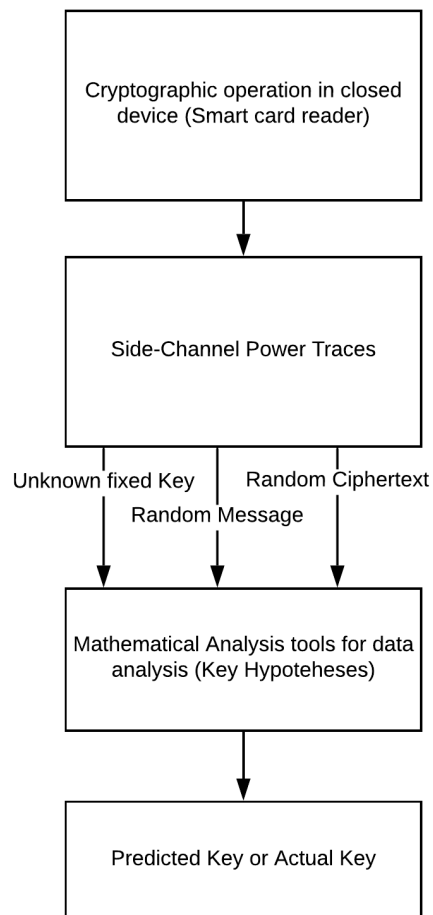 Cryptographic operation in closed
device (Smart card reader)
Side-Channel Power Traces
Unknown fixed Key
Random Ciphertext
Random Message
Mathematical Analysis tools for data
analysis (Key Hypoteheses)
Predicted Key or Actual Key